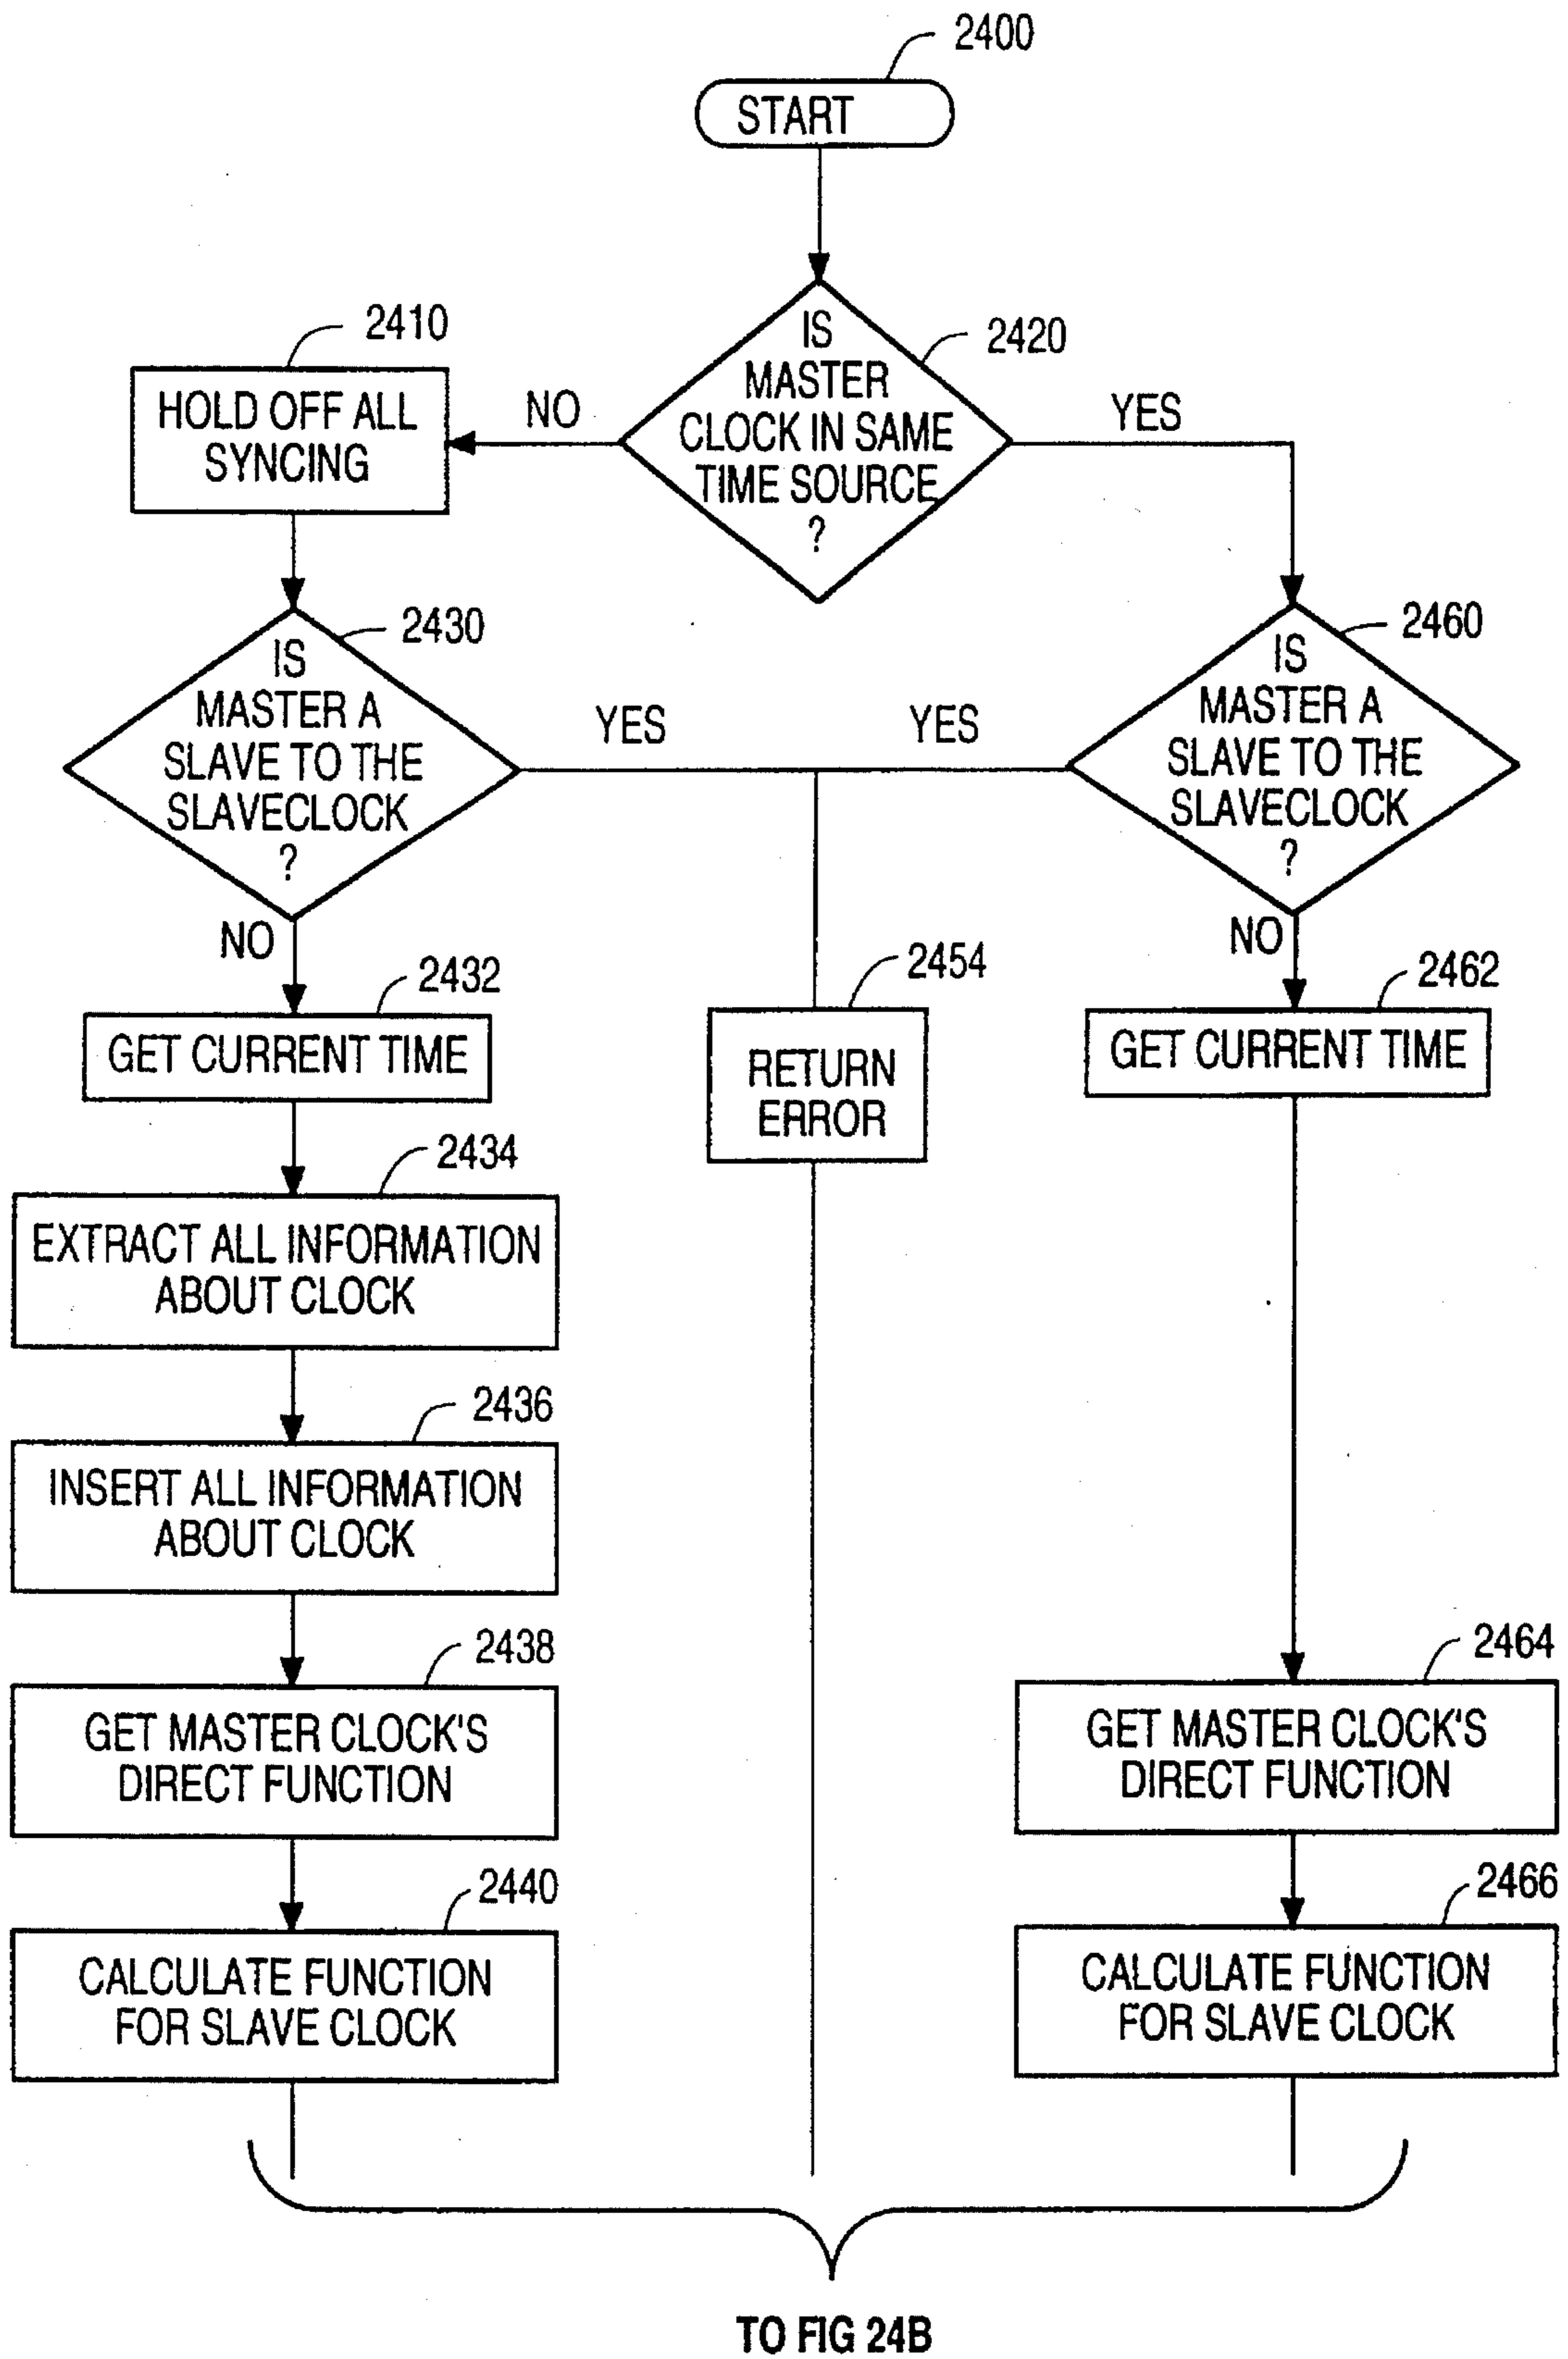 2400
START
2410
2420
IS
MASTER
CLOCK IN SAME
TIME SOURCE
?
NO
YES
HOLD OFF ALL
SYNCING
2430
IS
MASTER A
SLAVE TO THE
SLAVECLOCK
?
YES
YES
2460
IS
MASTER A
SLAVE TO THE
SLAVECLOCK
?
NO
NO
2432
GET CURRENT TIME
2454
RETURN
ERROR
2462
GET CURRENT TIME
2434
EXTRACT ALL INFORMATION
ABOUT CLOCK
2436
INSERT ALL INFORMATION
ABOUT CLOCK
2438
GET MASTER CLOCK'S
DIRECT FUNCTION
2464
GET MASTER CLOCK'S
DIRECT FUNCTION
2440
CALCULATE FUNCTION
FOR SLAVE CLOCK
2466
CALCULATE FUNCTION
FOR SLAVE CLOCK
TO FIG 24B